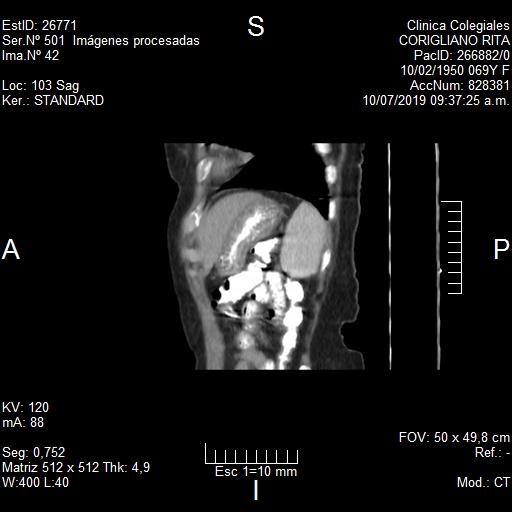 EstID: 26771
Ser.Nº 501 Imágenes procesadas
Ima.Nº 42
Loc: 103 Sag
Ker.: STANDARD
S
Clinica Colegiales
CORIGLIANO RITA
PacID: 266882/0
10/02/1950 069Y F
AccNum: 828381
10/07/2019 09:37:25 a.m.
A
P
KV: 120
mA: 88
Seg: 0,752
Matriz 512 x 512 Thk: 4,9
W:400 L:40
Esc 1=10 mm
I
FOV: 50 x 49,8 cm
Ref.: -
Mod.: CT